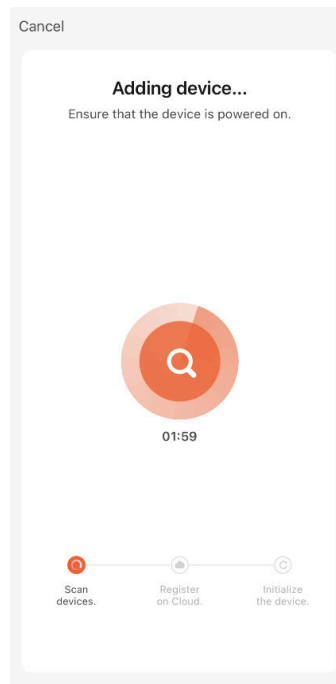 Cancel
Adding device...
Ensure that the device is powered on.
01:59
Scan
devices.
Register
on Cloud.
Initialize
the device.